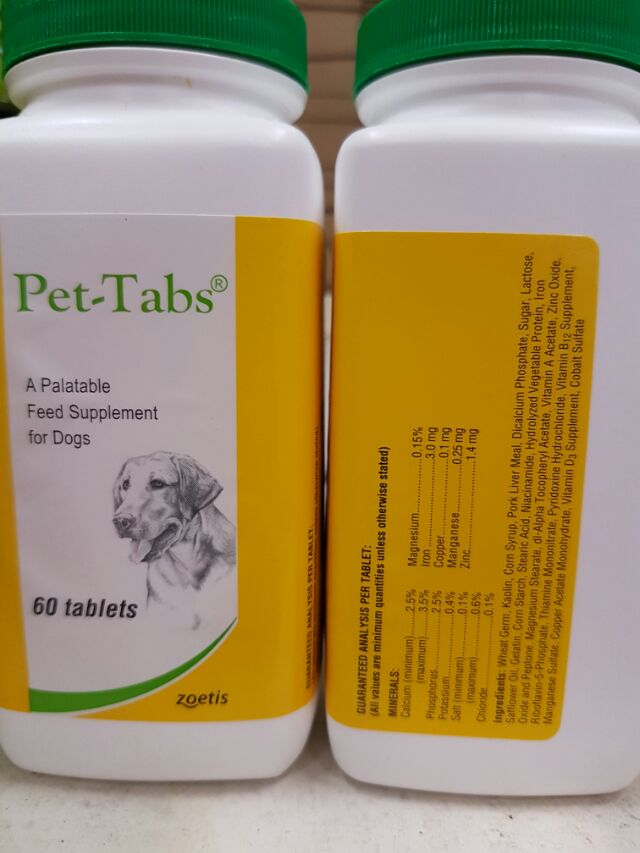 Pet-Tabs®
A Palatable
Feed Supplement
for Dogs
60 tablets
zoetis
GUARANTEED ANALYSIS PER TABLET:
GUARANTEED ANALYSIS PER TABLET:
(All values are minimum quantities unless otherwise stated)
MINERALS:
Calcium (minimum)....2.5%
(maximum)....3.5%
Phosphorus....2.5%
Potassium....0.4%
Salt (minimum)....0.1%
(maximum)....0.6%
Chloride....0.1%
Magnesium....0.15%
Iron....3.0 mg
Copper....0.1 mg
Manganese....0.25 mg
Zinc....1.4 mg
Ingredients: Wheat Germ, Kaolin, Corn Syrup, Pork Liver Meal, Dicalcium Phosphate, Sugar, Lactose,
Safflower Oil, Gelatin, Corn Starch, Stearic Acid, Niacinamide, Hydrolyzed Vegetable Protein, Iron
Oxide and Peptone, Magnesium Stearate, dl-Alpha Tocopheryl Acetate, Vitamin A Acetate, Zinc Oxide,
Riboflavin-5-Phosphate, Thiamine Mononitrate, Pyridoxine Hydrochloride, Vitamin B12 Supplement,
Manganese Sulfate, Copper Acetate Monohydrate, Vitamin D3 Supplement, Cobalt Sulfate